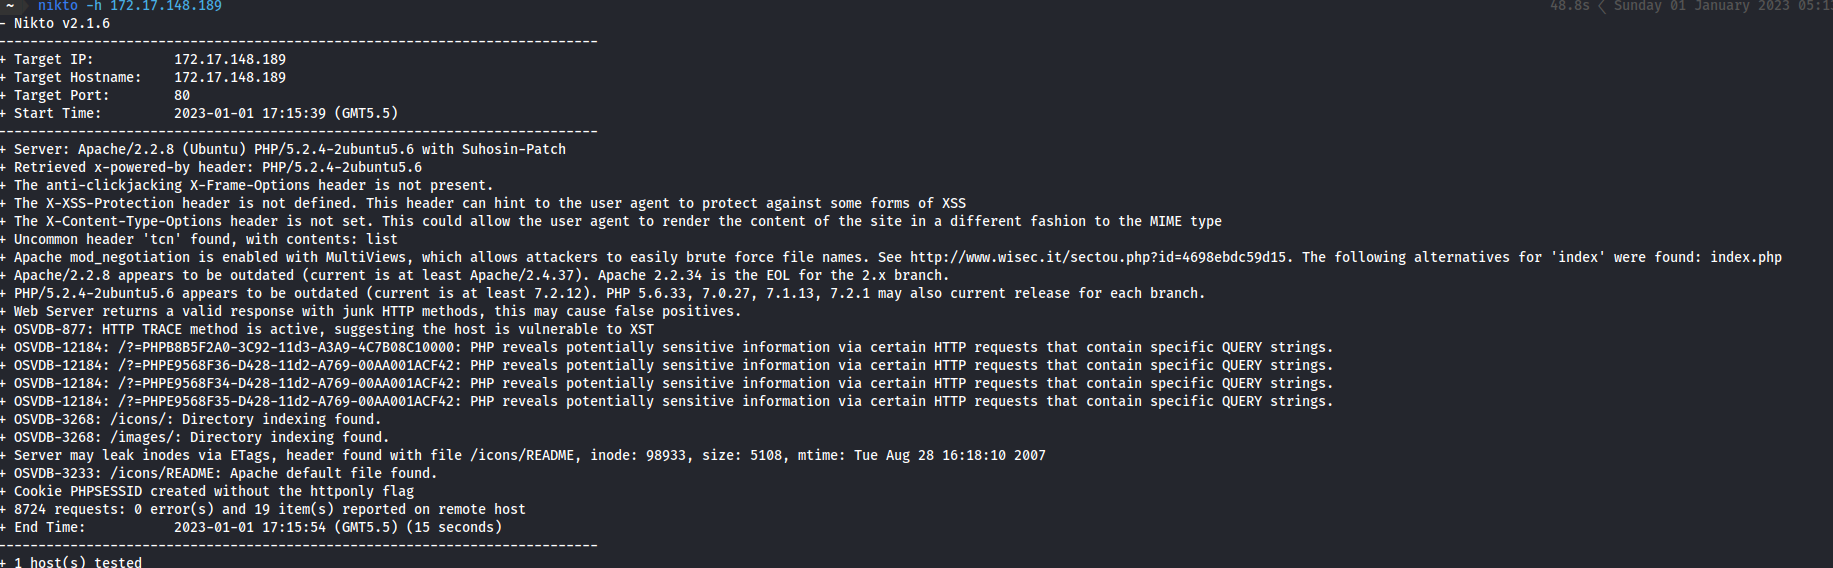 ~ nikto -h 172.17.148.189 48.8s < Sunday 01 January 2023 05:1
- Nikto v2.1.6
---------------------------------------------------------------------------
+ Target IP: 172.17.148.189
+ Target Hostname: 172.17.148.189
+ Target Port: 80
+ Start Time: 2023-01-01 17:15:39 (GMT5.5)
---------------------------------------------------------------------------
+ Server: Apache/2.2.8 (Ubuntu) PHP/5.2.4-2ubuntu5.6 with Suhosin-Patch
+ Retrieved x-powered-by header: PHP/5.2.4-2ubuntu5.6
+ The anti-clickjacking X-Frame-Options header is not present.
+ The X-XSS-Protection header is not defined. This header can hint to the user agent to protect against some forms of XSS
+ The X-Content-Type-Options header is not set. This could allow the user agent to render the content of the site in a different fashion to the MIME type
+ Uncommon header 'tcn' found, with contents: list
+ Apache mod_negotiation is enabled with MultiViews, which allows attackers to easily brute force file names. See http://www.wisec.it/sectou.php?id=4698ebdc59d15. The following alternatives for 'index' were found: index.php
+ Apache/2.2.8 appears to be outdated (current is at least Apache/2.4.37). Apache 2.2.34 is the EOL for the 2.x branch.
+ PHP/5.2.4-2ubuntu5.6 appears to be outdated (current is at least 7.2.12). PHP 5.6.33, 7.0.27, 7.1.13, 7.2.1 may also current release for each branch.
+ Web Server returns a valid response with junk HTTP methods, this may cause false positives.
+ OSVDB-877: HTTP TRACE method is active, suggesting the host is vulnerable to XST
+ OSVDB-12184: /?=PHPB8B5F2A0-3C92-11d3-A3A9-4C7B08C10000: PHP reveals potentially sensitive information via certain HTTP requests that contain specific QUERY strings.
+ OSVDB-12184: /?=PHPE9568F36-D428-11d2-A769-00AA001ACF42: PHP reveals potentially sensitive information via certain HTTP requests that contain specific QUERY strings.
+ OSVDB-12184: /?=PHPE9568F34-D428-11d2-A769-00AA001ACF42: PHP reveals potentially sensitive information via certain HTTP requests that contain specific QUERY strings.
+ OSVDB-12184: /?=PHPE9568F35-D428-11d2-A769-00AA001ACF42: PHP reveals potentially sensitive information via certain HTTP requests that contain specific QUERY strings.
+ OSVDB-3268: /icons/: Directory indexing found.
+ OSVDB-3268: /images/: Directory indexing found.
+ Server may leak inodes via ETags, header found with file /icons/README, inode: 98933, size: 5108, mtime: Tue Aug 28 16:18:10 2007
+ OSVDB-3233: /icons/README: Apache default file found.
+ Cookie PHPSESSID created without the httponly flag
+ 8724 requests: 0 error(s) and 19 item(s) reported on remote host
+ End Time: 2023-01-01 17:15:54 (GMT5.5) (15 seconds)
---------------------------------------------------------------------------
+ 1 host(s) tested